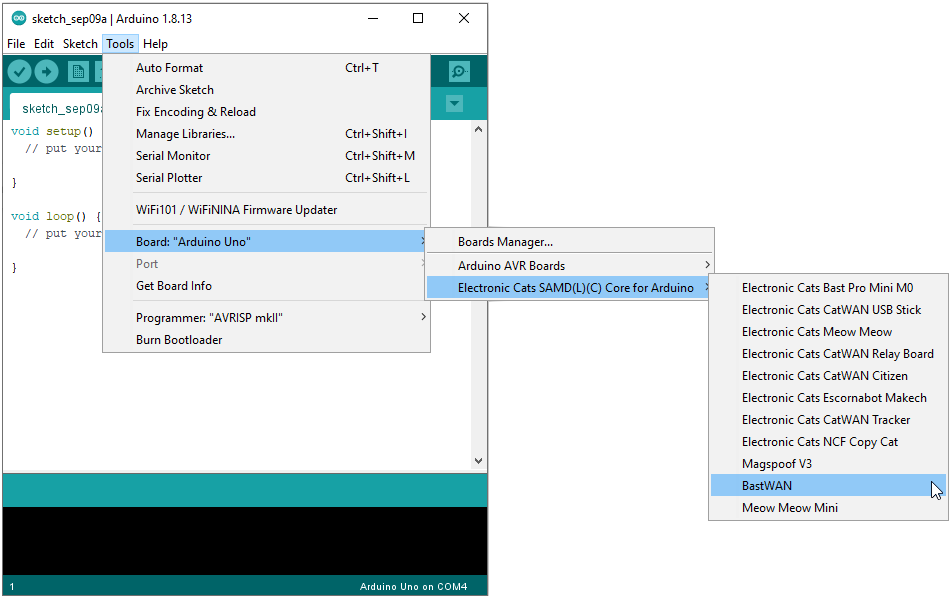 sketch_sep09a | Arduino 1.8.13
File Edit Sketch Tools Help
sketch_sep09a
void setup()
// put your
}
void loop() {
// put your
}
Auto Format Ctrl+T
Archive Sketch
Fix Encoding & Reload
Manage Libraries... Ctrl+Shift+I
Serial Monitor Ctrl+Shift+M
Serial Plotter Ctrl+Shift+L
WiFi101 / WiFiNINA Firmware Updater
Board: "Arduino Uno"
Port
Get Board Info
Programmer: "AVRISP mkII"
Burn Bootloader
Boards Manager...
Arduino AVR Boards
Electronic Cats SAMD(L)(C) Core for Arduino
Electronic Cats Bast Pro Mini M0
Electronic Cats CatWAN USB Stick
Electronic Cats Meow Meow
Electronic Cats CatWAN Relay Board
Electronic Cats CatWAN Citizen
Electronic Cats Escornabot Makech
Electronic Cats CatWAN Tracker
Electronic Cats NCF Copy Cat
Magspoof V3
BastWAN
Meow Meow Mini
1 Arduino Uno on COM4